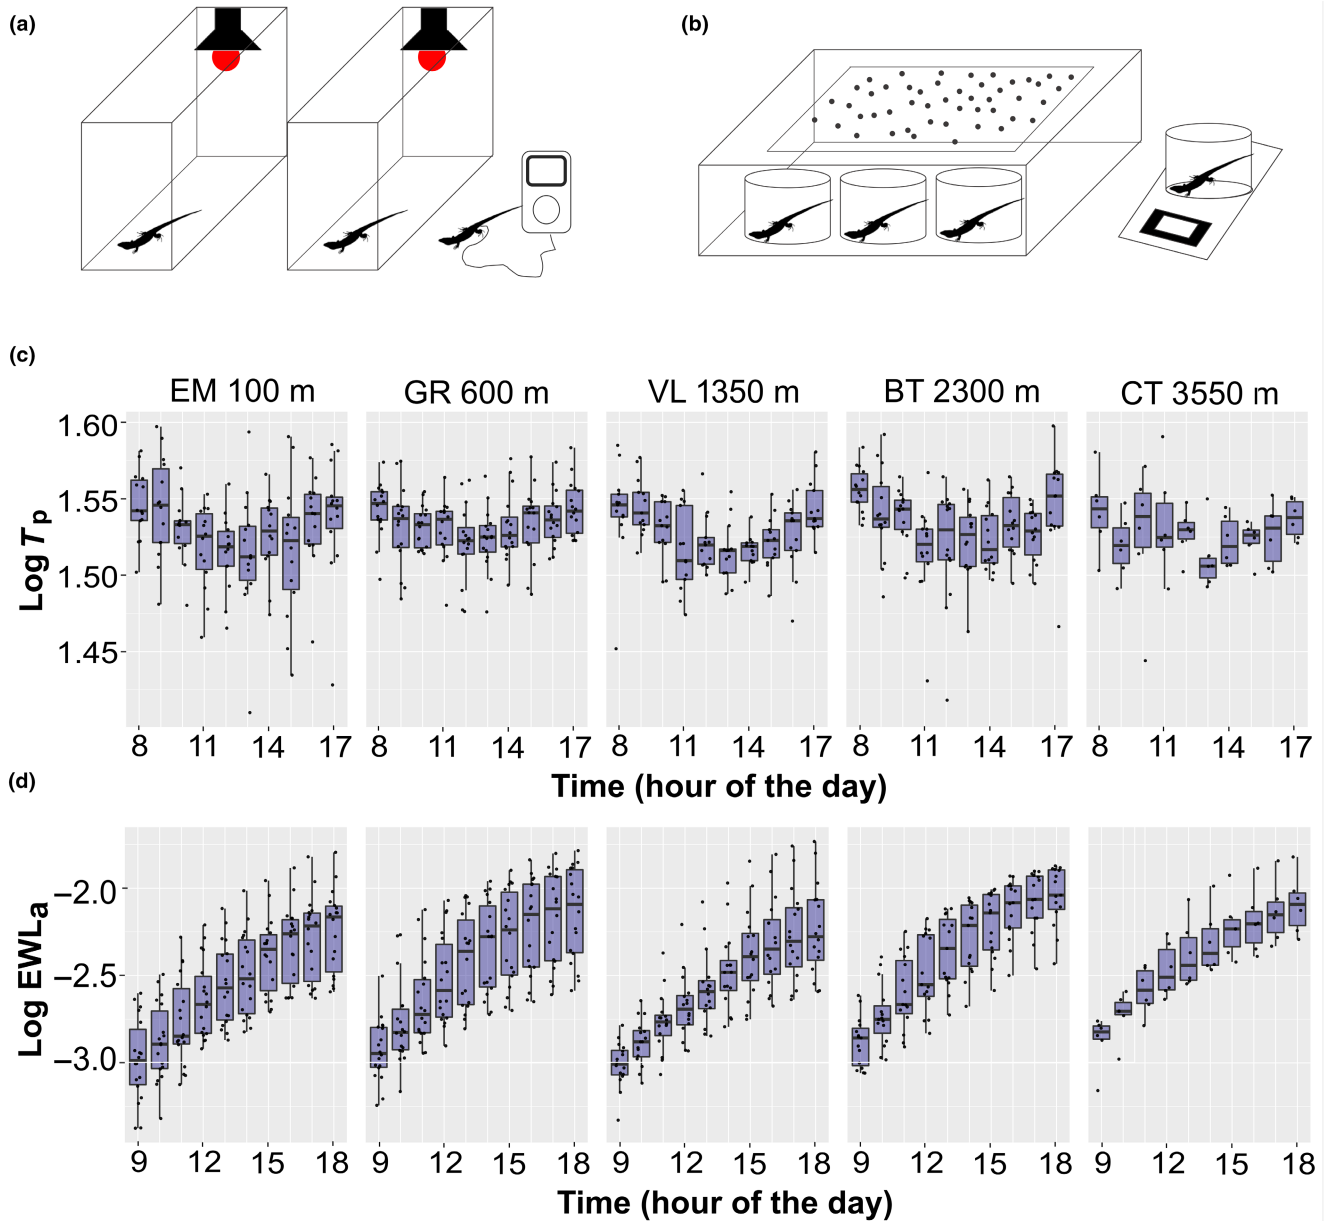 (a)
(b)
(c)
EM 100 m GR 600 m VL 1350 m BT 2300 m CT 3550 m
1.60
1.55
1.50
1.45
Log Tp
8 11 14 17 8 11 14 17 8 11 14 17 8 11 14 17 8 11 14 17
Time (hour of the day)
(d)
−2.0
−2.5
−3.0
Log EWLa
9 12 15 18 9 12 15 18 9 12 15 18 9 12 15 18 9 12 15 18
Time (hour of the day)